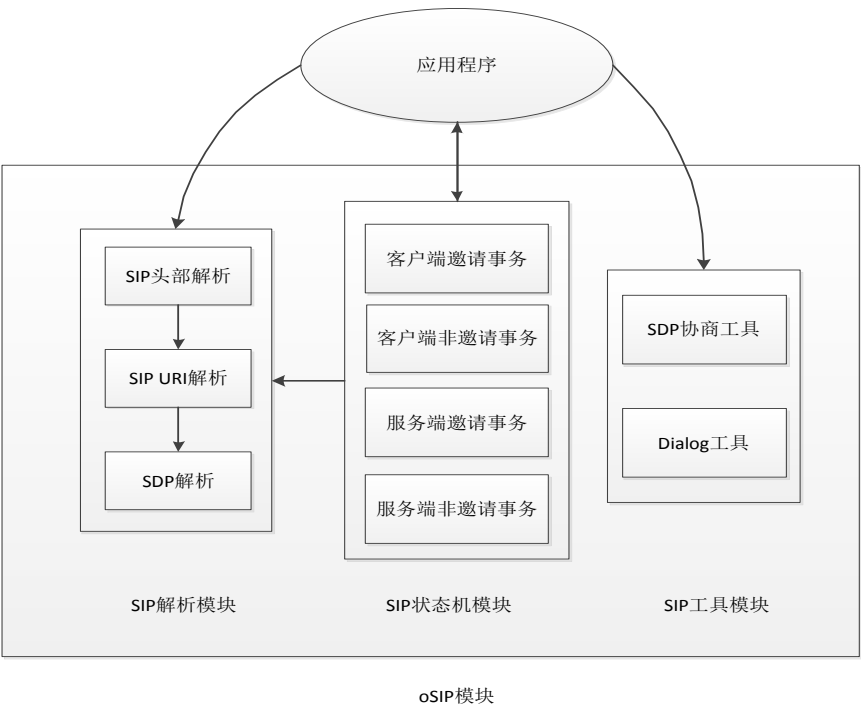 应用程序
SIP头部解析
SIP URI解析
SDP解析
SIP解析模块
客户端邀请事务
客户端非邀请事务
服务端邀请事务
服务端非邀请事务
SIP状态机模块
SDP协商工具
Dialog工具
SIP工具模块
oSIP模块